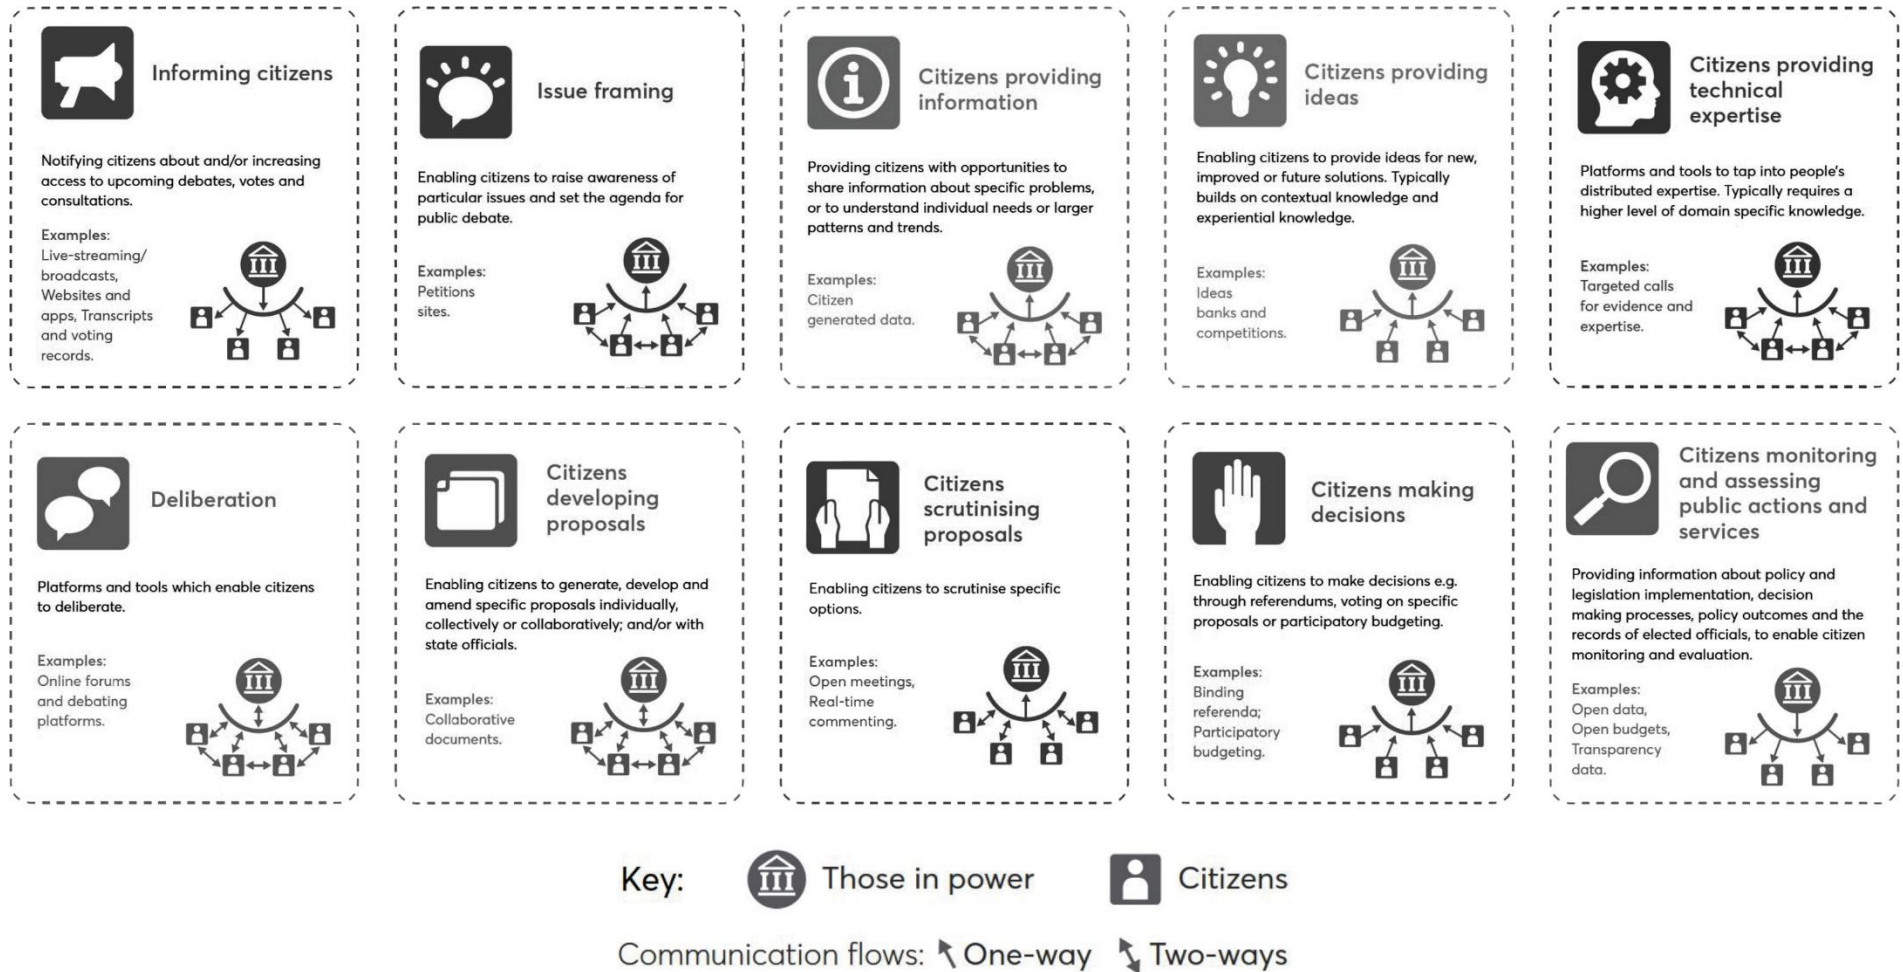 Informing citizens
Notifying citizens about and/or increasing
access to upcoming debates, votes and
consultations.
Examples:
Live-streaming/
broadcasts,
Websites and
apps, Transcripts
and voting
records.
Issue framing
Enabling citizens to raise awareness of
particular issues and set the agenda for
public debate.
Examples:
Petitions
sites.
Citizens providing
information
Providing citizens with opportunities to
share information about specific problems,
or to understand individual needs or larger
patterns and trends.
Examples:
Citizen
generated data.
Citizens providing
ideas
Enabling citizens to provide ideas for new,
improved or future solutions. Typically
builds on contextual knowledge and
experiential knowledge.
Examples:
Ideas
banks and
competitions.
Citizens providing
technical
expertise
Platforms and tools to tap into people's
distributed expertise. Typically requires a
higher level of domain specific knowledge.
Examples:
Targeted calls
for evidence and
expertise.
Deliberation
Platforms and tools which enable citizens
to deliberate.
Examples:
Online forums
and debating
platforms.
Citizens
developing
proposals
Enabling citizens to generate, develop and
amend specific proposals individually,
collectively or collaboratively; and/or with
state officials.
Examples:
Collaborative
documents.
Citizens
scrutinising
proposals
Enabling citizens to scrutinise specific
options.
Examples:
Open meetings,
Real-time
commenting.
Citizens making
decisions
Enabling citizens to make decisions e.g.
through referendums, voting on specific
proposals or participatory budgeting.
Examples:
Binding
referenda;
Participatory
budgeting.
Citizens monitoring
and assessing
public actions and
services
Providing information about policy and
legislation implementation, decision
making processes, policy outcomes and the
records of elected officials, to enable citizen
monitoring and evaluation.
Examples:
Open data,
Open budgets,
Transparency
data.
Key: Those in power Citizens
Communication flows: One-way Two-ways